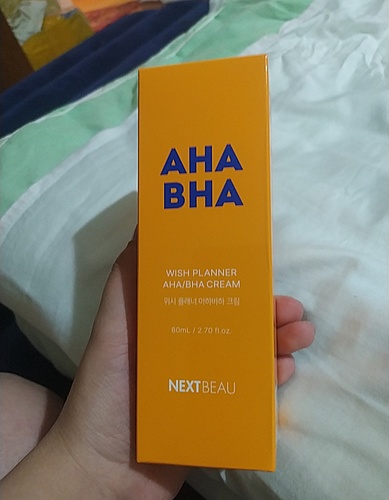 AHA
BHA
WISH PLANNER
AHA/BHA CREAM
위시 플래너 아하바하 크림
80mL / 2.70 fl.oz.
NEXTBEAU